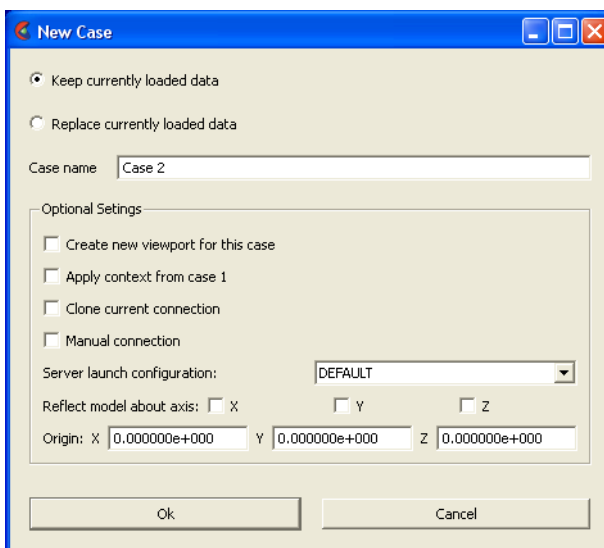 New Case
Keep currently loaded data
Replace currently loaded data
Case name Case 2
Optional Setings
Create new viewport for this case
Apply context from case 1
Clone current connection
Manual connection
Server launch configuration: DEFAULT
Reflect model about axis: X Y Z
Origin: X 0.000000e+000 Y 0.000000e+000 Z 0.000000e+000
Ok Cancel